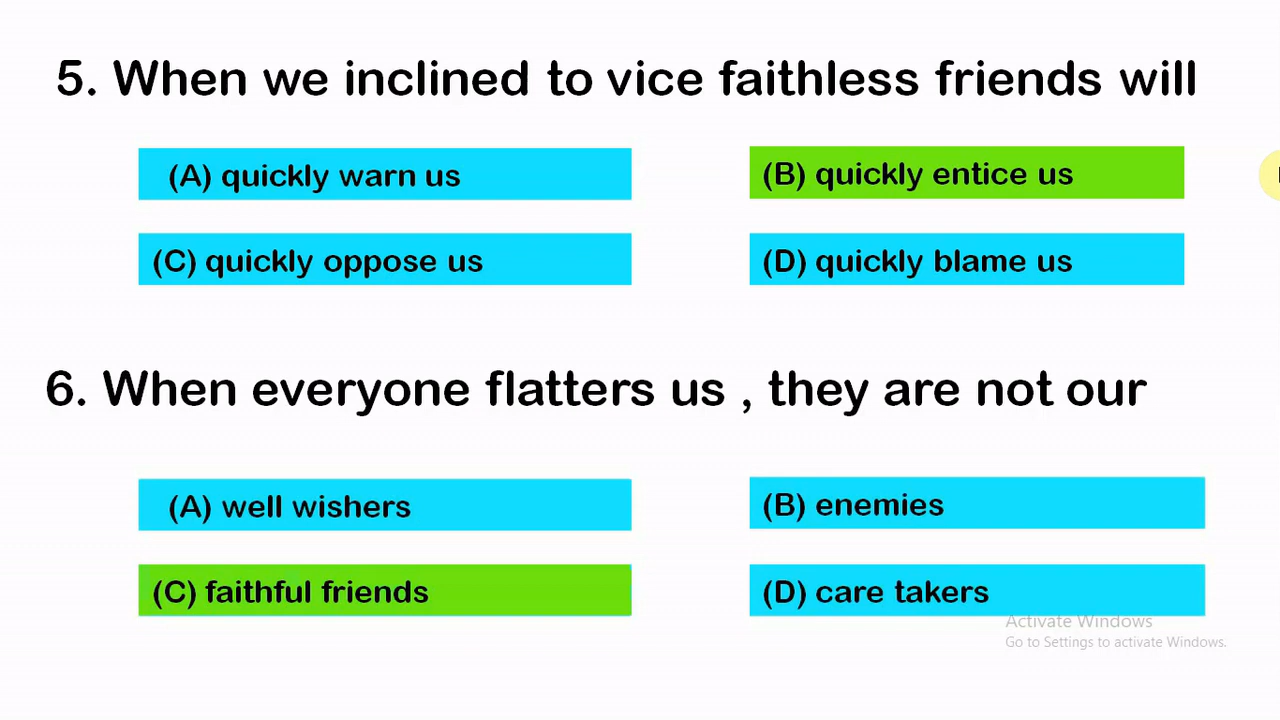 5. When we inclined to vice faithless friends will
(A) quickly warn us
(B) quickly entice us
(C) quickly oppose us
(D) quickly blame us
6. When everyone flatters us , they are not our
(A) well wishers
(B) enemies
(C) faithful friends
(D) care takers
Activate Windows
Go to Settings to activate Windows.